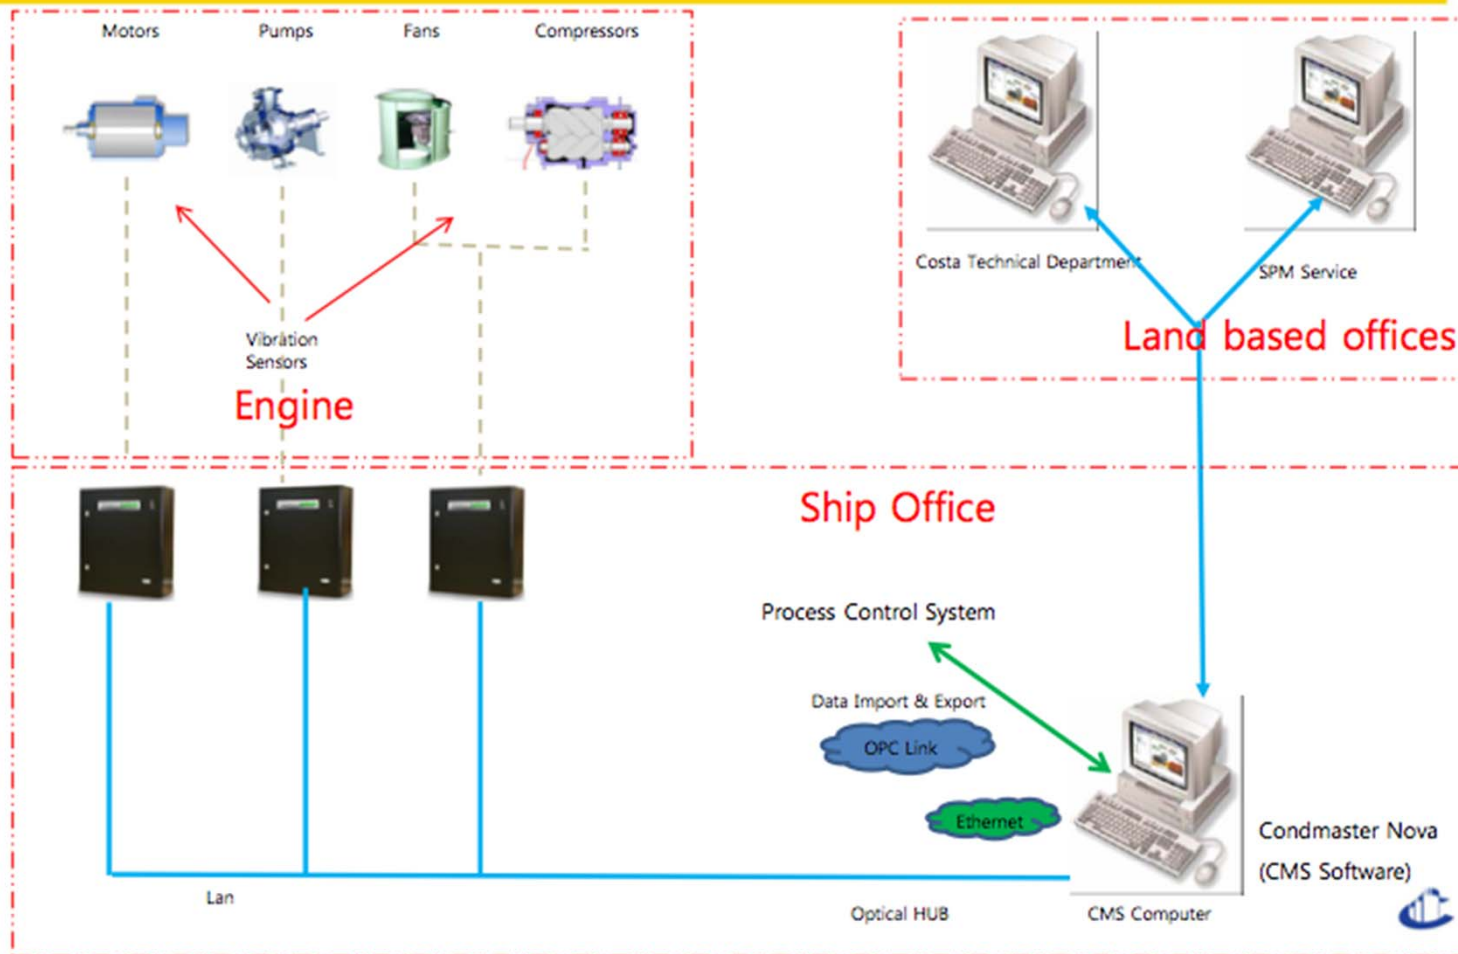 Motors
Pumps
Fans
Compressors
Vibration
Sensors
Engine
Costa Technical Department
SPM Service
Land based offices
Ship Office
Process Control System
Data Import & Export
OPC Link
Ethernet
Condmaster Nova
(CMS Software)
Lan
Optical HUB
CMS Computer